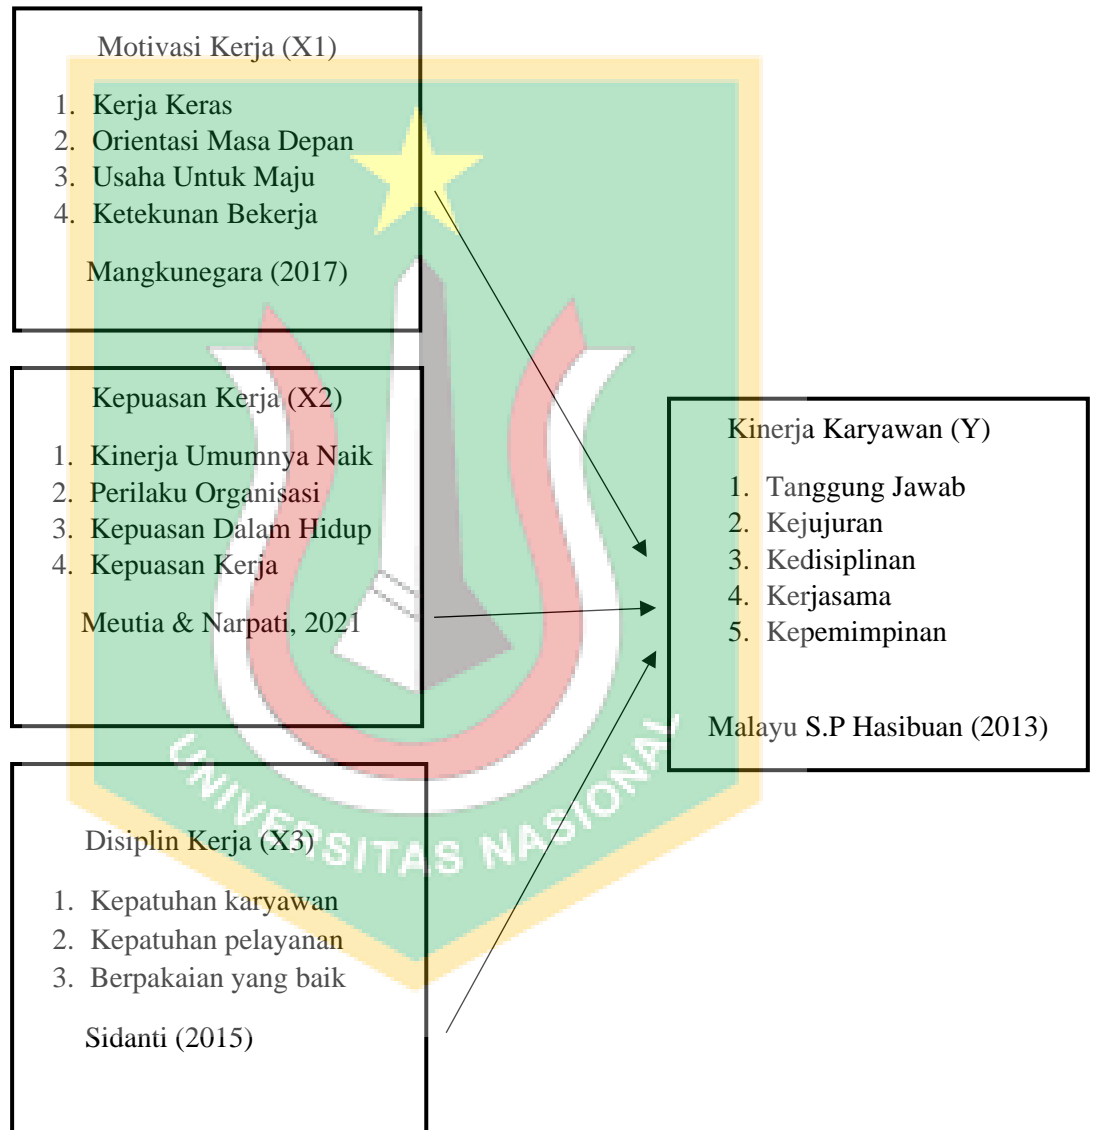 Motivasi Kerja (X1)
1. Kerja Keras
2. Orientasi Masa Depan
3. Usaha Untuk Maju
4. Ketekunan Bekerja
Mangkunegara (2017)
Kepuasan Kerja (X2)
1. Kinerja Umumnya Naik
2. Perilaku Organisasi
3. Kepuasan Dalam Hidup
4. Kepuasan Kerja
Meutia & Narpati, 2021
Disiplin Kerja (X3)
1. Kepatuhan karyawan
2. Kepatuhan pelayanan
3. Berpakaian yang baik
Sidanti (2015)
Kinerja Karyawan (Y)
1. Tanggung Jawab
2. Kejujuran
3. Kedisiplinan
4. Kerjasama
5. Kepemimpinan
Malayu S.P Hasibuan (2013)
UNIVERSITAS NASIONAL